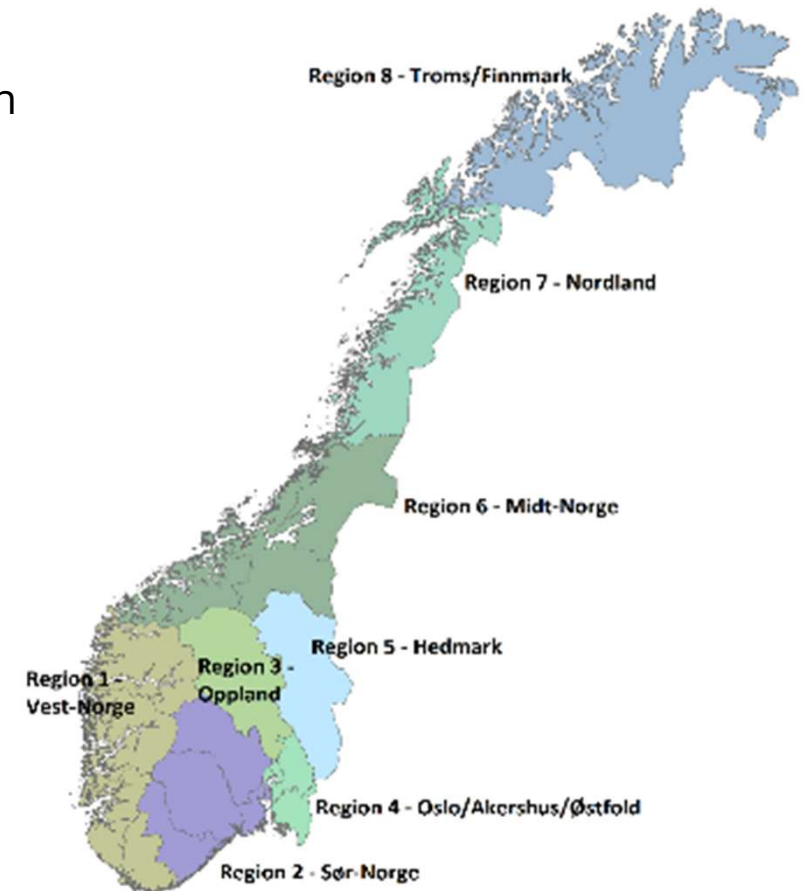 n
Region 8 - Troms/Finnmark
Region 7 - Nordland
Region 6 - Midt-Norge
Region 5 - Hedmark
Region 3 -
Oppland
Region 1 -
Vest-Norge
Region 4 - Oslo/Akershus/Østfold
Region 2 - Sør-Norge